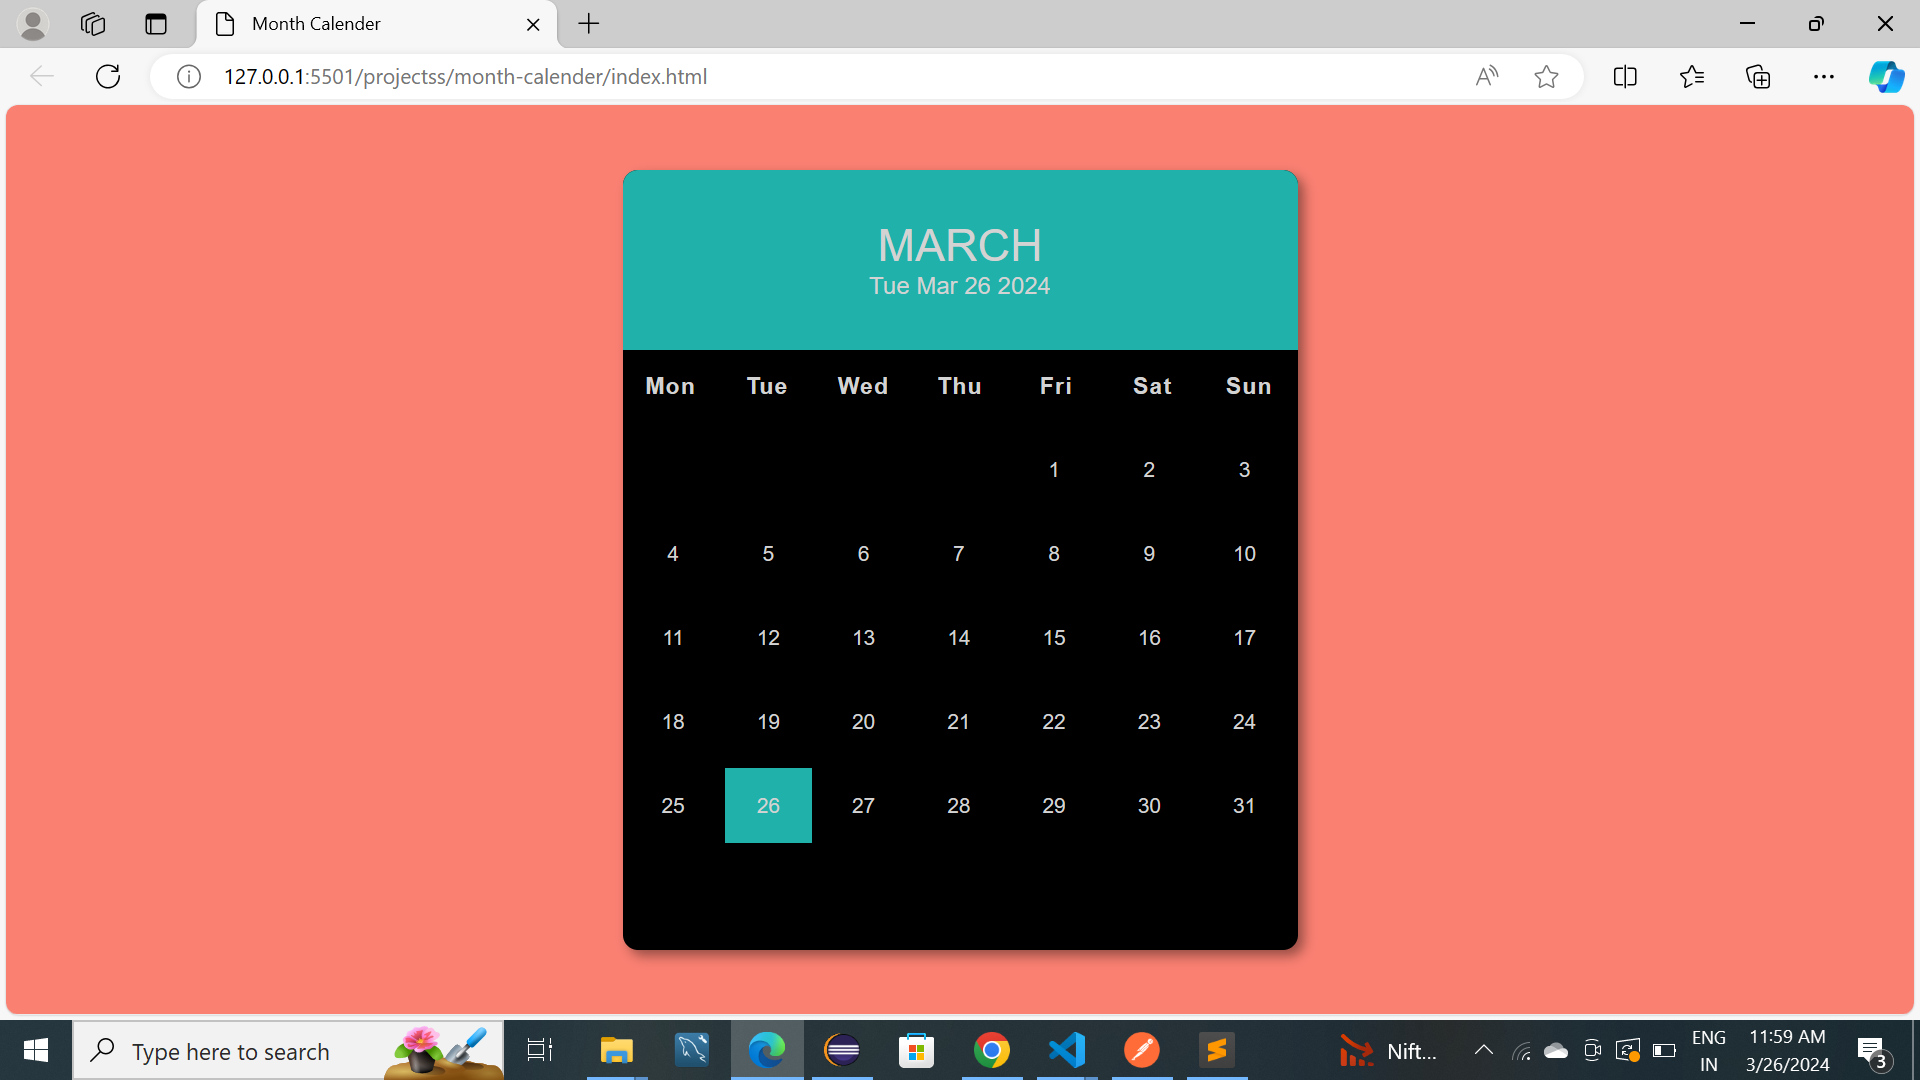 Month Calender
127.0.0.1:5501/projectss/month-calender/index.html
MARCH
Tue Mar 26 2024
Mon Tue Wed Thu Fri Sat Sun
1 2 3
4 5 6 7 8 9 10
11 12 13 14 15 16 17
18 19 20 21 22 23 24
25 26 27 28 29 30 31
Type here to search
Nift...
ENG
IN
11:59 AM
3/26/2024
3